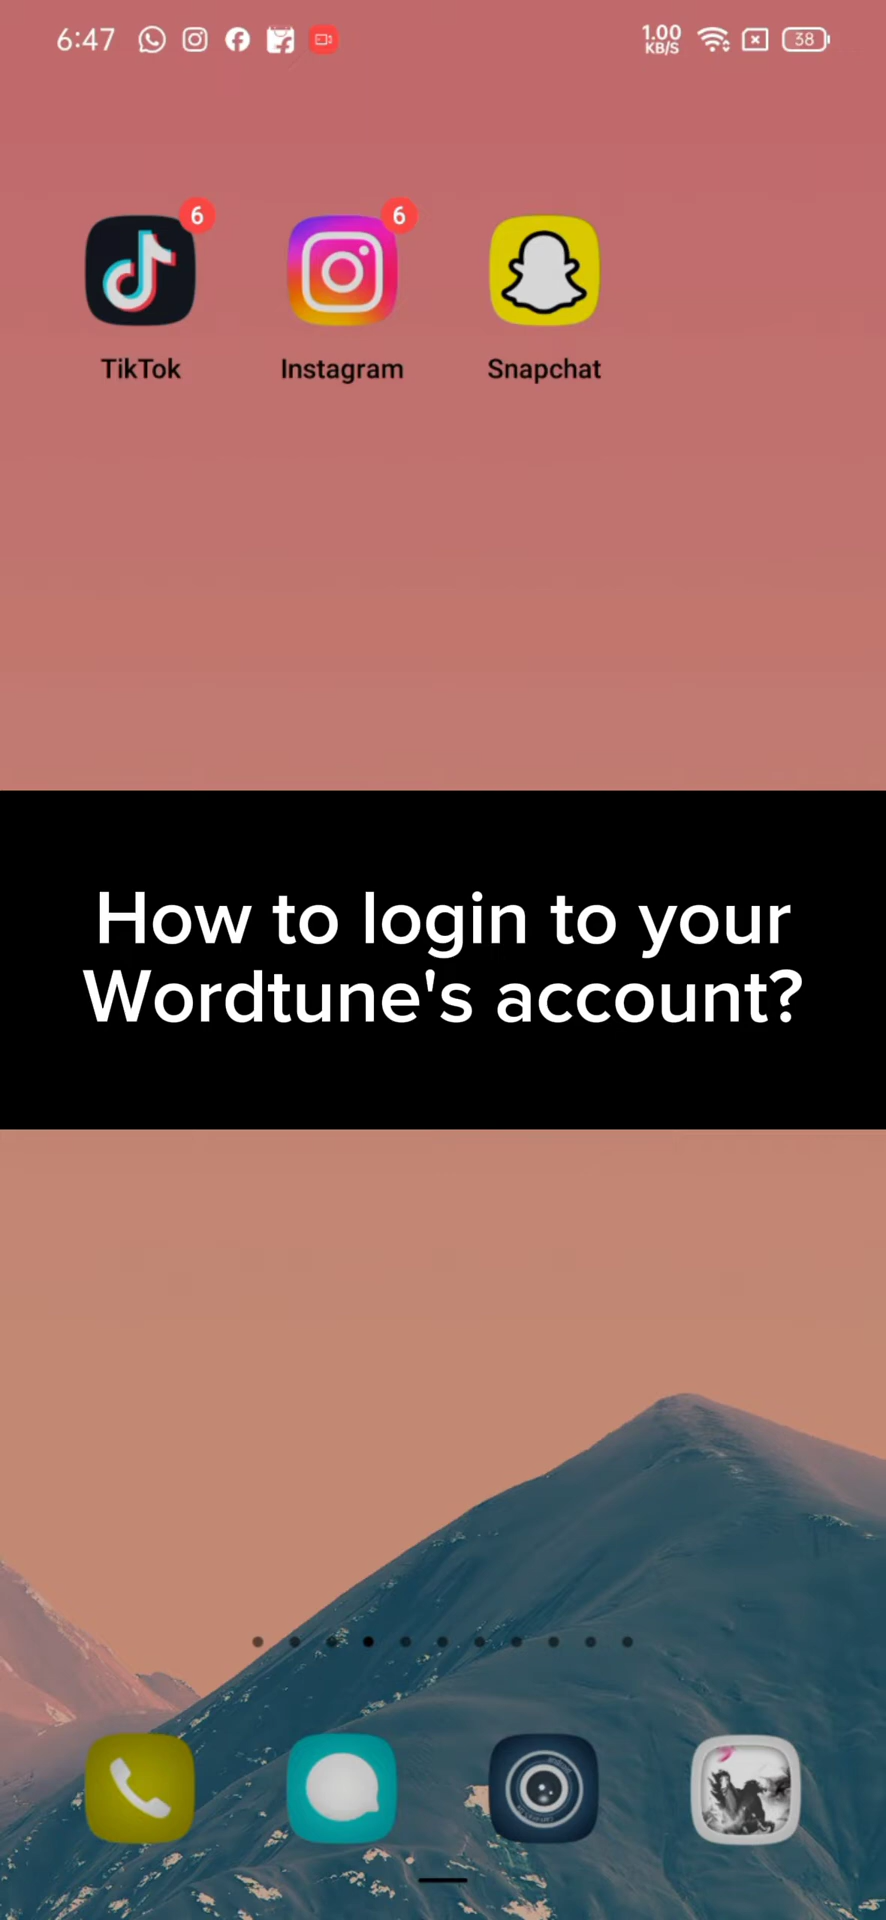 6:47
1.00
KB/S
38
6
6
TikTok
Instagram
Snapchat
How to login to your
Wordtune's account?